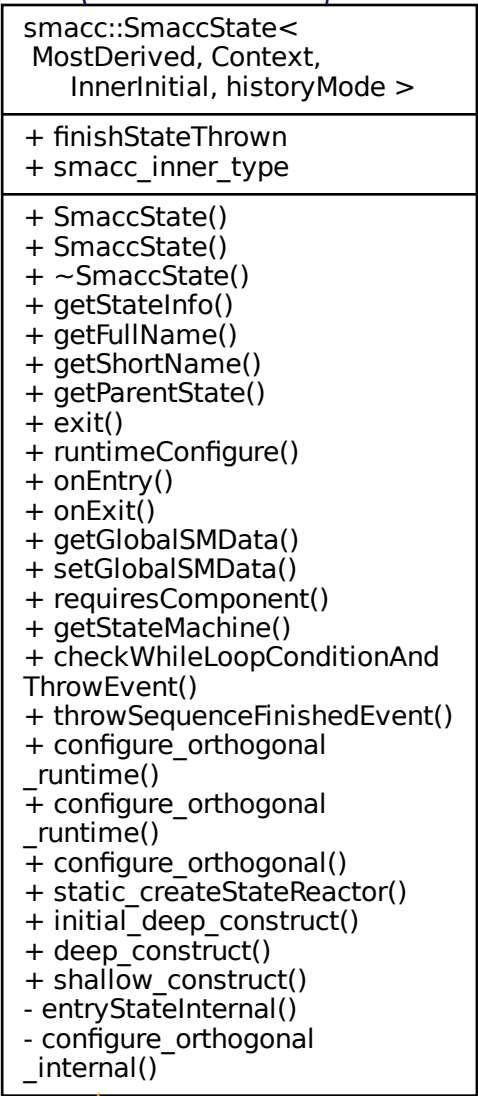 smacc::SmaccState<
MostDerived, Context,
InnerInitial, historyMode >
+ finishStateThrown
+ smacc_inner_type
+ SmaccState()
+ SmaccState()
+ ~SmaccState()
+ getStateInfo()
+ getFullName()
+ getShortName()
+ getParentState()
+ exit()
+ runtimeConfigure()
+ onEntry()
+ onExit()
+ getGlobalSMData()
+ setGlobalSMData()
+ requiresComponent()
+ getStateMachine()
+ checkWhileLoopConditionAnd
ThrowEvent()
+ throwSequenceFinishedEvent()
+ configure_orthogonal
_runtime()
+ configure_orthogonal
_runtime()
+ configure_orthogonal()
+ static_createStateReactor()
+ initial_deep_construct()
+ deep_construct()
+ shallow_construct()
- entryStateInternal()
- configure_orthogonal
_internal()